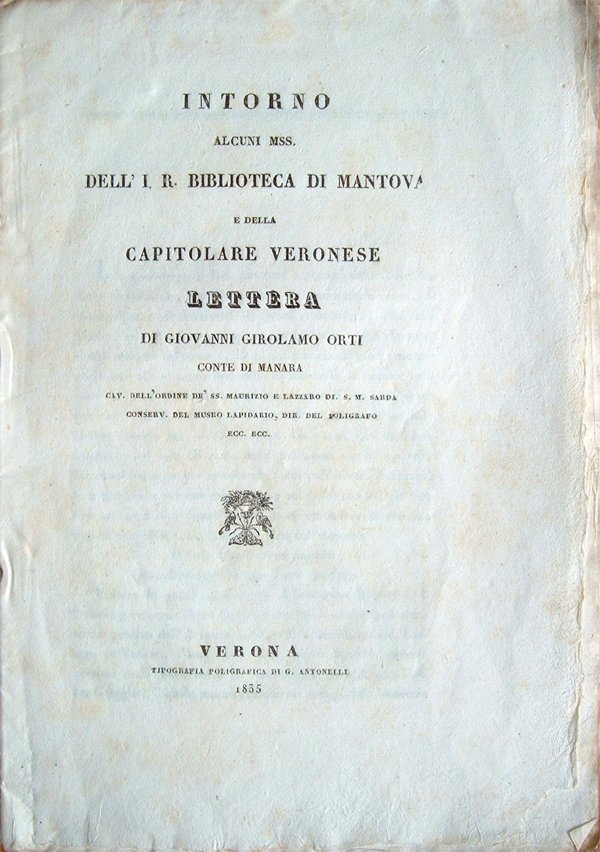 INTORNO
ALCUNI MSS.
DELL' I. R. BIBLIOTECA DI MANTOVA
E DELLA
CAPITOLARE VERONESE
LETTERA
DI GIOVANNI GIROLAMO ORTI
CONTE DI MANARA
CAV. DELL'ORDINE DE' SS. MAURIZIO E LAZZARO DI. S. M. SARDA
CONSERV. DEL MUSEO LAPIDARIO, DIR. DEL POLIGRAFO
ECC. ECC.
VERONA
TIPOGRAFIA POLIGRAFICA DI G. ANTONELLI
1835